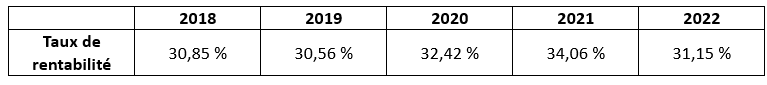 2018 2019 2020 2021 2022
Taux de
rentabilité 30,85 % 30,56 % 32,42 % 34,06 % 31,15 %